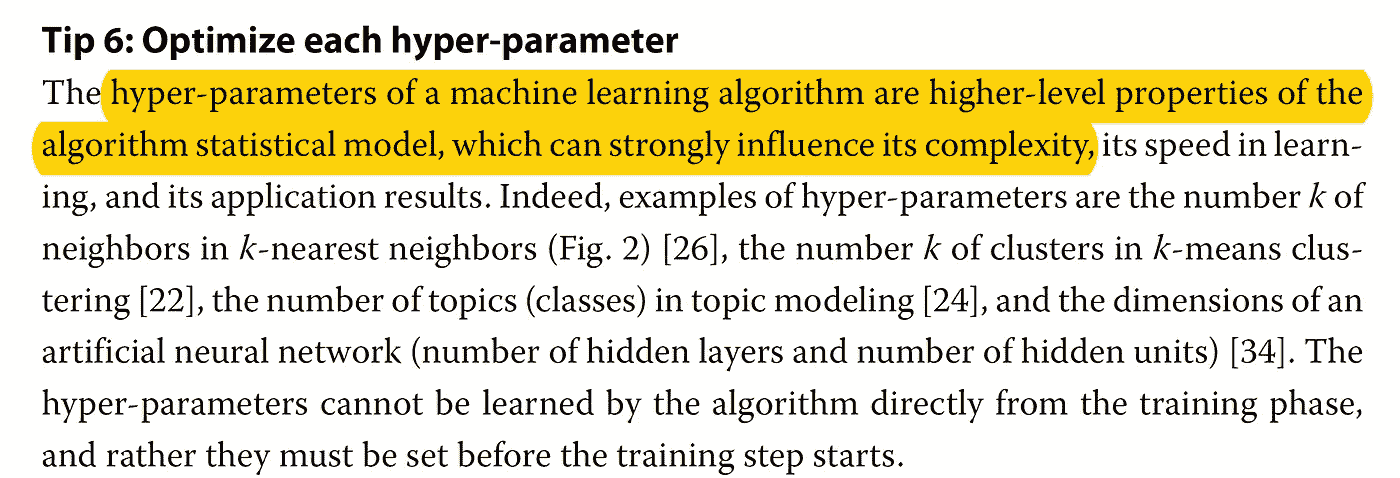 Tip 6: Optimize each hyper-parameter
The hyper-parameters of a machine learning algorithm are higher-level properties of the
algorithm statistical model, which can strongly influence its complexity, its speed in learn-
ing, and its application results. Indeed, examples of hyper-parameters are the number k of
neighbors in k-nearest neighbors (Fig. 2) [26], the number k of clusters in k-means clus-
tering [22], the number of topics (classes) in topic modeling [24], and the dimensions of an
artificial neural network (number of hidden layers and number of hidden units) [34]. The
hyper-parameters cannot be learned by the algorithm directly from the training phase,
and rather they must be set before the training step starts.